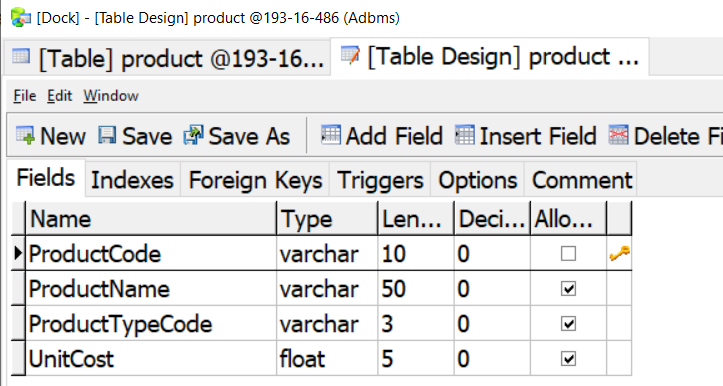 [Dock] - [Table Design] product @193-16-486 (Adbms)
[Table] product @193-16... [Table Design] product ...
File Edit Window
New Save Save As Add Field Insert Field Delete Fi
Fields Indexes Foreign Keys Triggers Options Comment
Name Type Len... Deci... Allo...
ProductCode varchar 10 0
ProductName varchar 50 0
ProductTypeCode varchar 3 0
UnitCost float 5 0